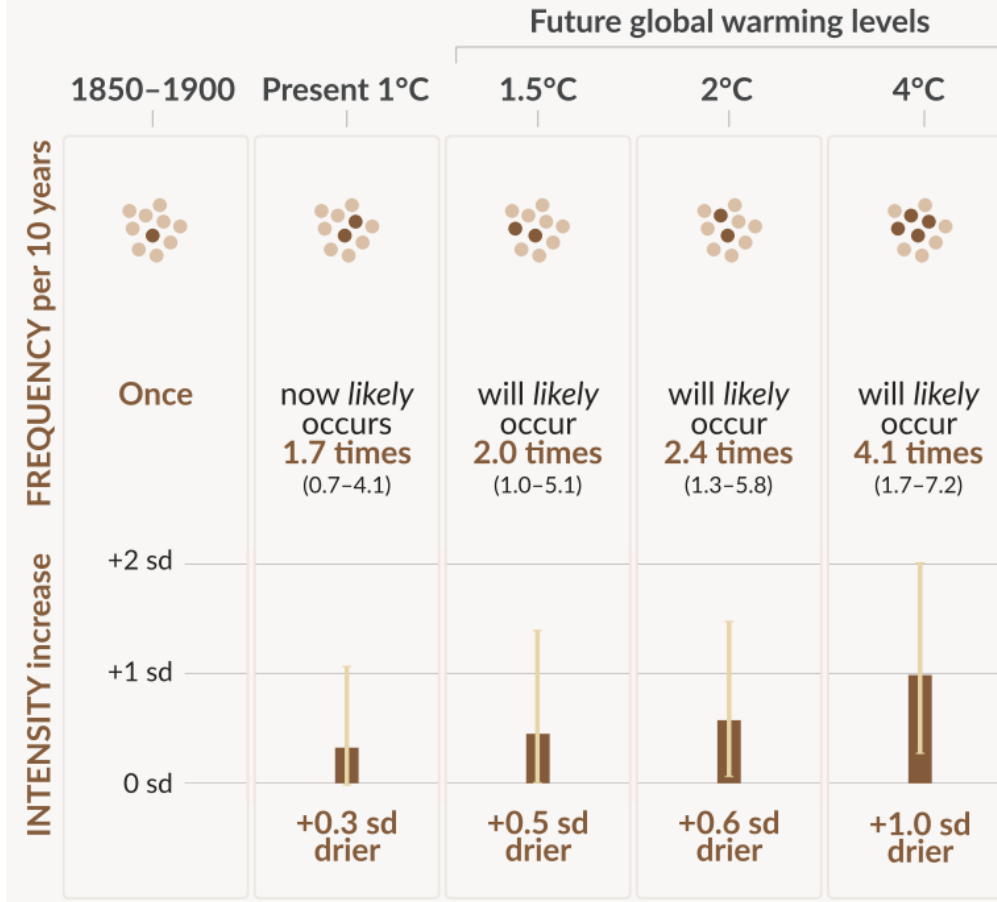 Future global warming levels
1850–1900
Present 1°C
1.5°C
2°C
4°C
FREQUENCY per 10 years
Once
now likely
occurs
1.7 times
(0.7–4.1)
will likely
occur
2.0 times
(1.0–5.1)
will likely
occur
2.4 times
(1.3–5.8)
will likely
occur
4.1 times
(1.7–7.2)
INTENSITY increase
+2 sd
+1 sd
0 sd
+0.3 sd
drier
+0.5 sd
drier
+0.6 sd
drier
+1.0 sd
drier